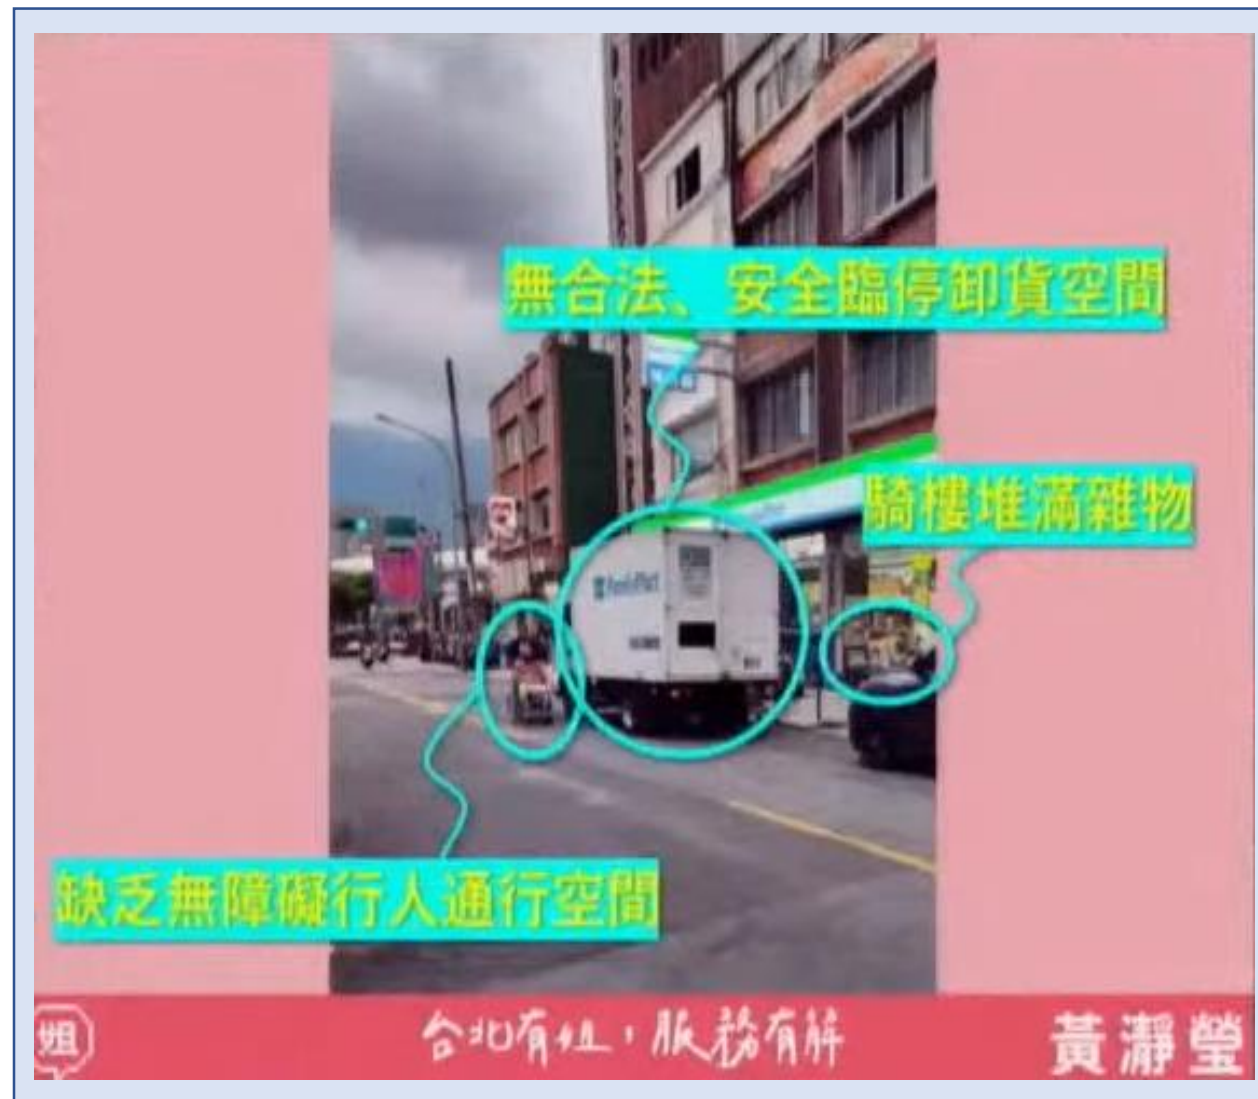 無合法、安全臨停卸貨空間
騎樓堆滿雜物
FamilyMart
缺乏無障礙行人通行空間
姐
台北有姐，服務有解
黃瀞瑩